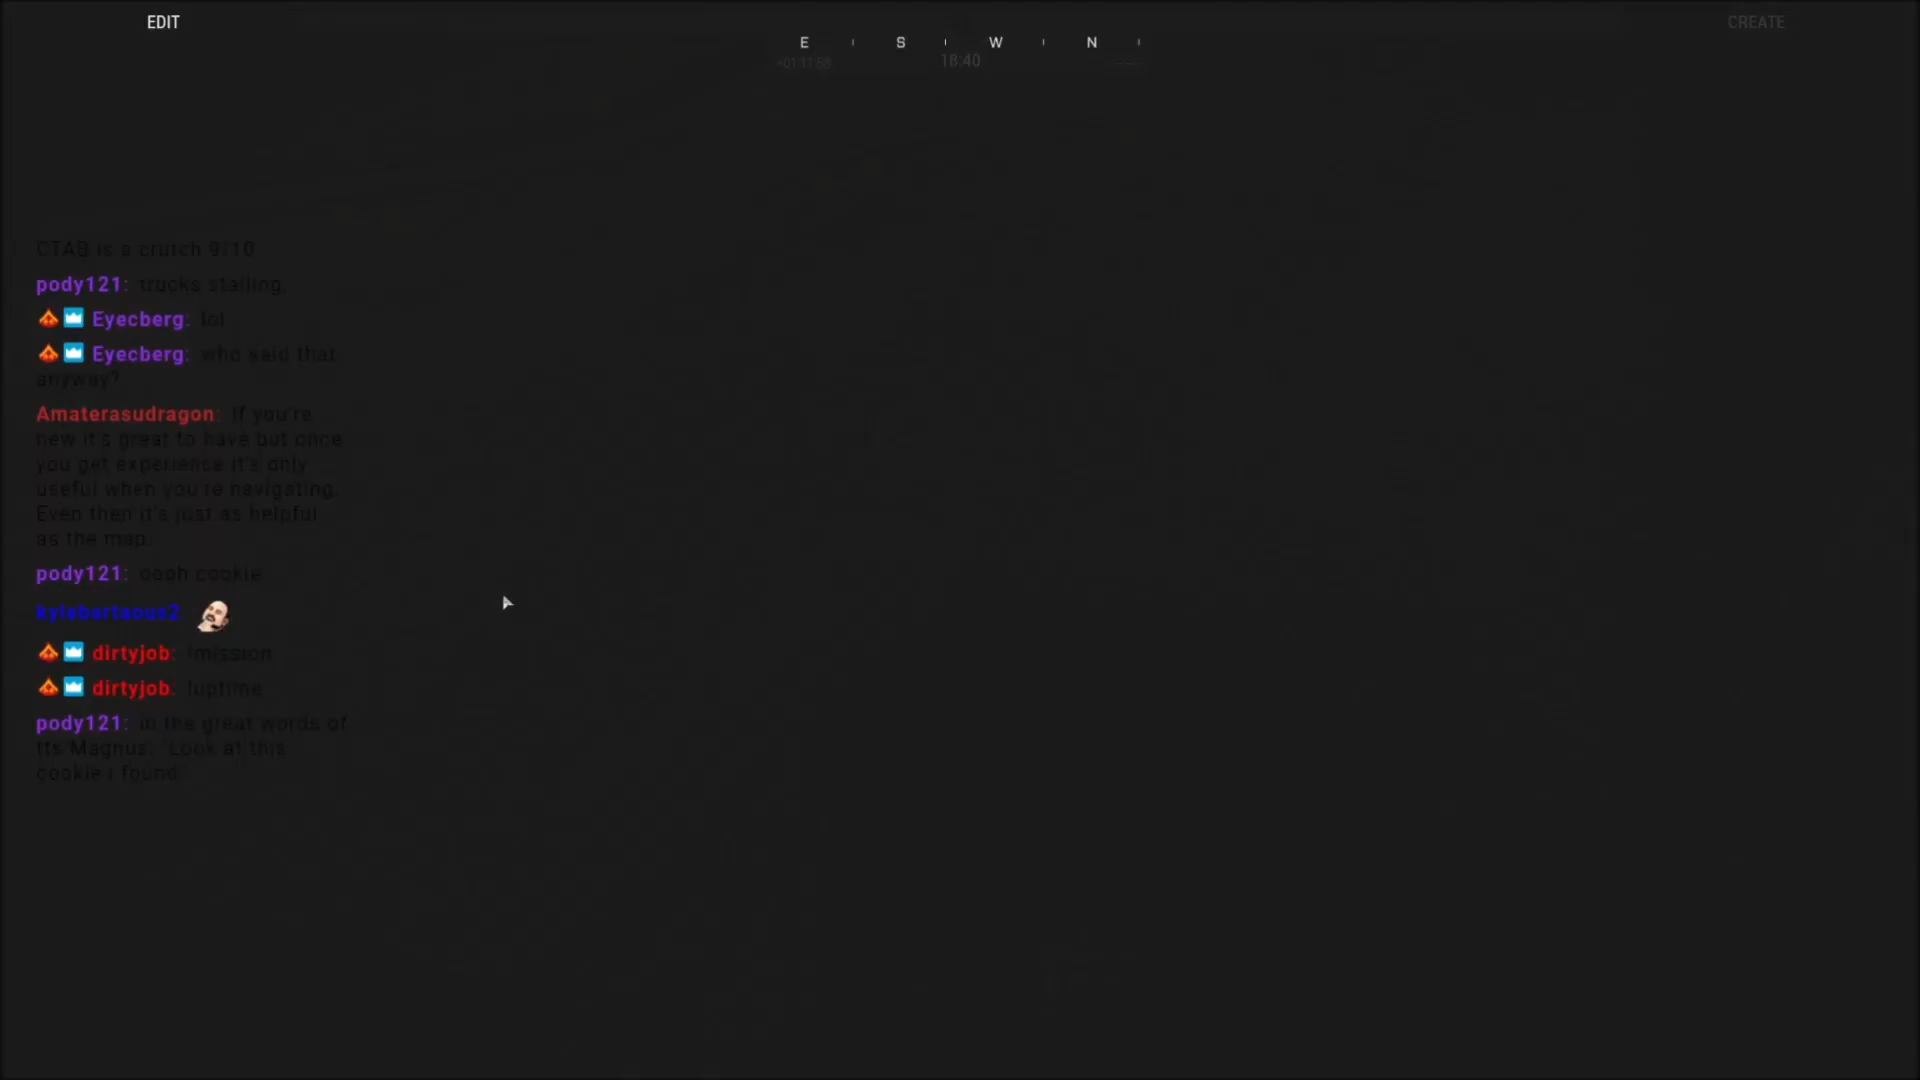 EDIT
CREATE
E S W N
+01:11:58
18:40
CTAB is a crutch 9/10
pody121: trucks stalling
Eyecberg: lol
Eyecberg: who said that
anyway?
Amaterasudragon: If you're
new it's great to have but once
you get experience it's only
useful when you're navigating.
Even then it's just as helpful
as the map.
pody121: oooh cookie
kylebartaous2
dirtyjob: !mission
dirtyjob: !uptime
pody121: in the great words of
Its Magnus: "Look at this
cookie i found"